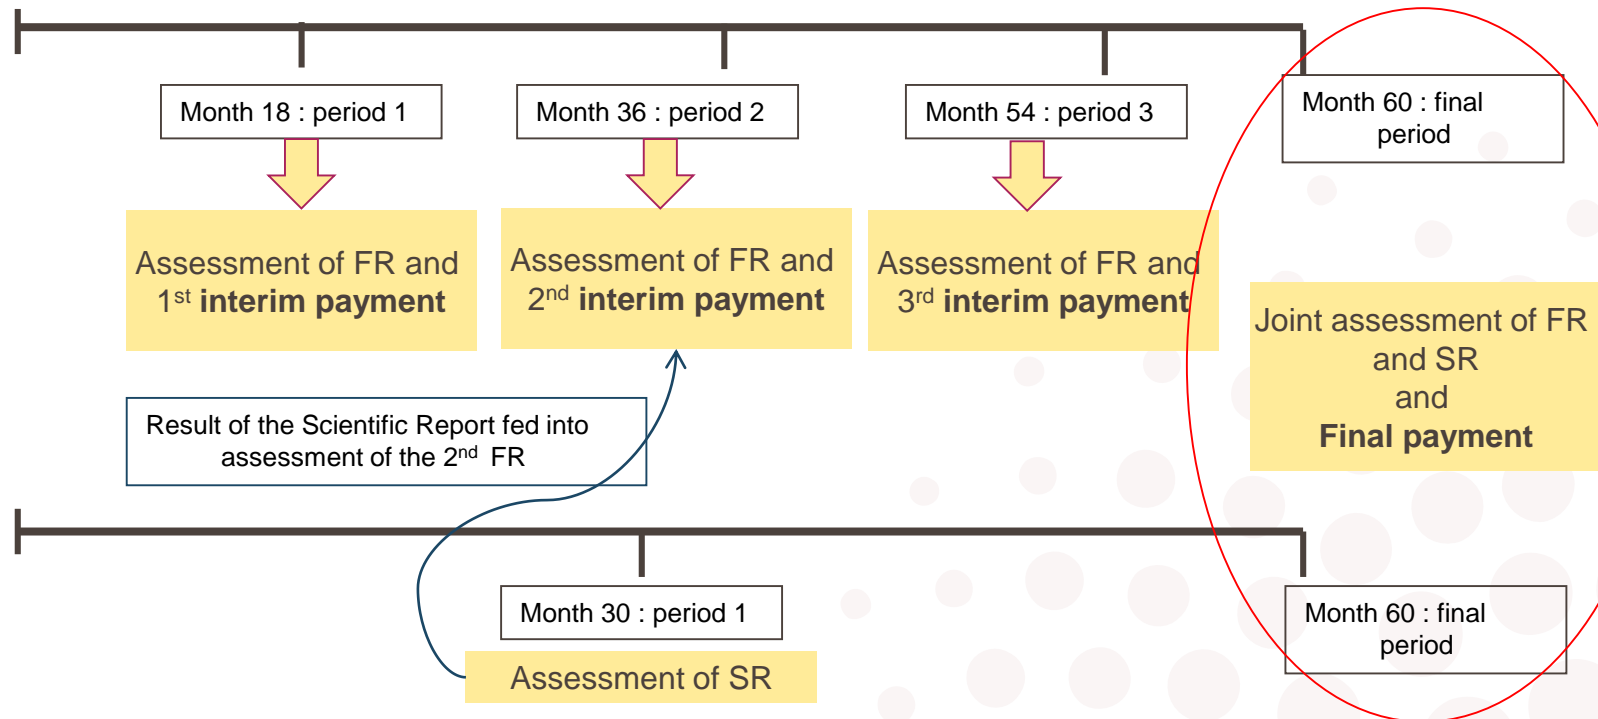 Month 18 : period 1
Month 36 : period 2
Month 54 : period 3
Month 60 : final
period
Assessment of FR and
1st interim payment
Assessment of FR and
2nd interim payment
Assessment of FR and
3rd interim payment
Joint assessment of FR
and SR
and
Final payment
Result of the Scientific Report fed into
assessment of the 2nd FR
Month 30 : period 1
Month 60 : final
period
Assessment of SR